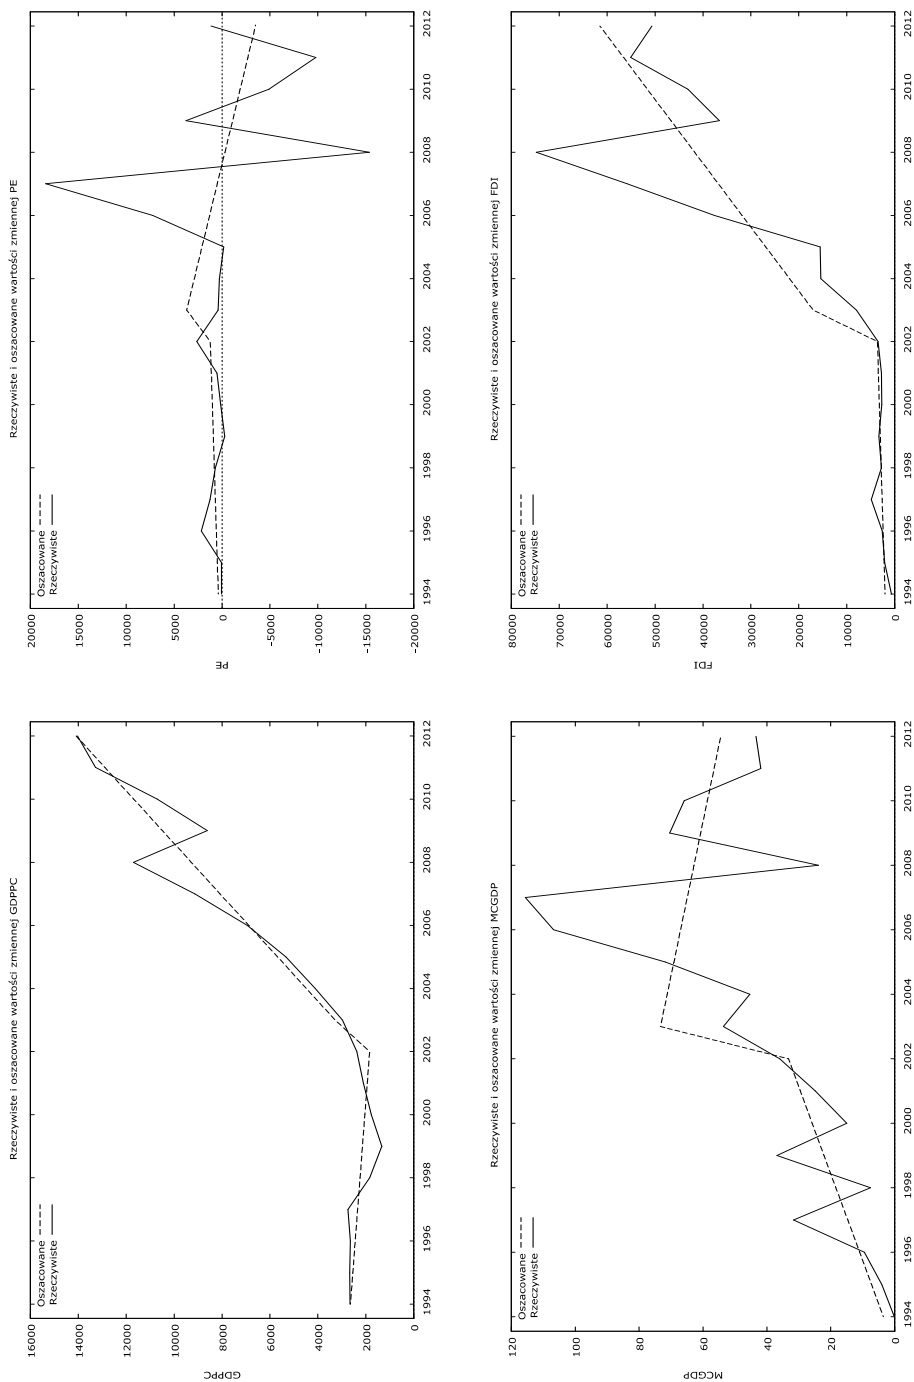 Rzeczywiste i oszacowane wartości zmiennej GDPPC
16000
14000
12000
10000
8000
6000
4000
2000
0
GDPPC
Oszacowane
Rzeczywiste
1994 1996 1998 2000 2002 2004 2006 2008 2010 2012
Rzeczywiste i oszacowane wartości zmiennej PE
20000
15000
10000
5000
0
-5000
-10000
-15000
-20000
PE
Oszacowane
Rzeczywiste
1994 1996 1998 2000 2002 2004 2006 2008 2010 2012
Rzeczywiste i oszacowane wartości zmiennej MCGDP
120
100
80
60
40
20
0
MCGDP
Oszacowane
Rzeczywiste
1994 1996 1998 2000 2002 2004 2006 2008 2010 2012
Rzeczywiste i oszacowane wartości zmiennej FDI
80000
70000
60000
50000
40000
30000
20000
10000
0
FDI
Oszacowane
Rzeczywiste
1994 1996 1998 2000 2002 2004 2006 2008 2010 2012